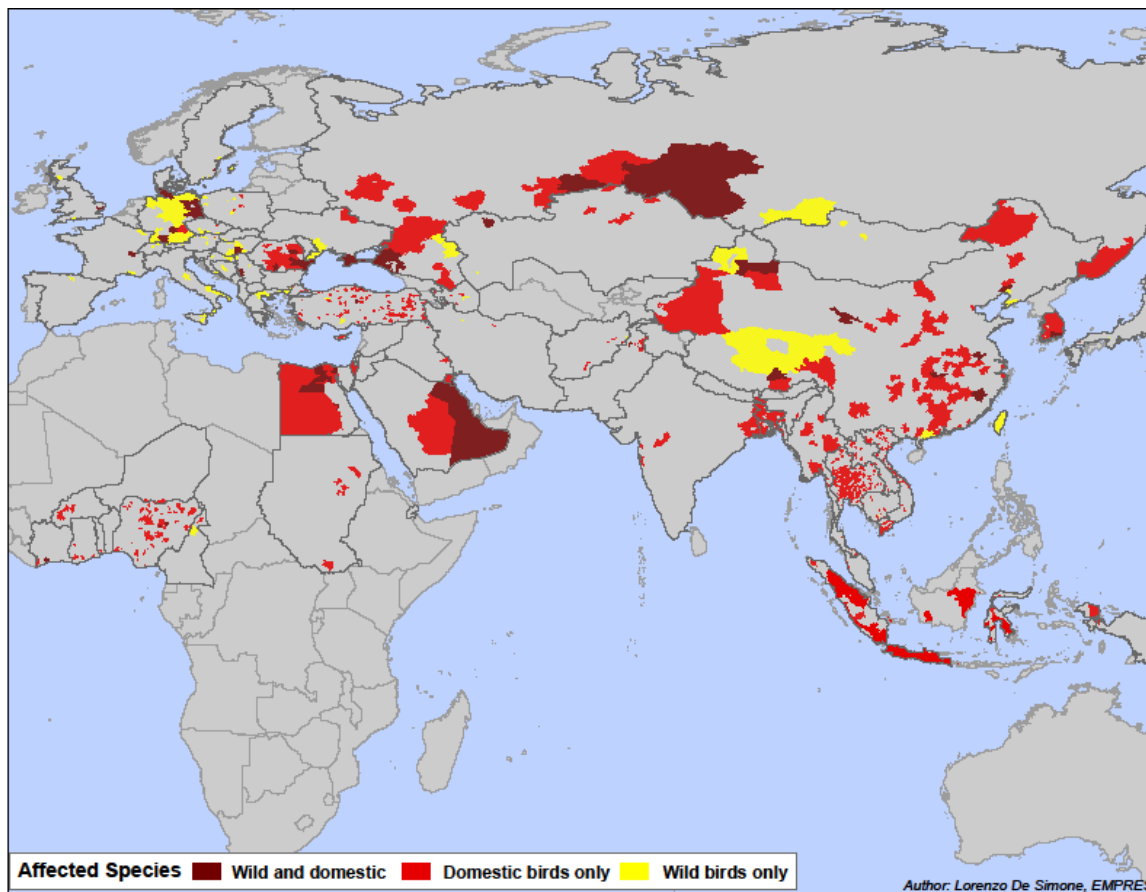 Affected Species Wild and domestic Domestic birds only Wild birds only
Author: Lorenzo De Simone, EMPRE